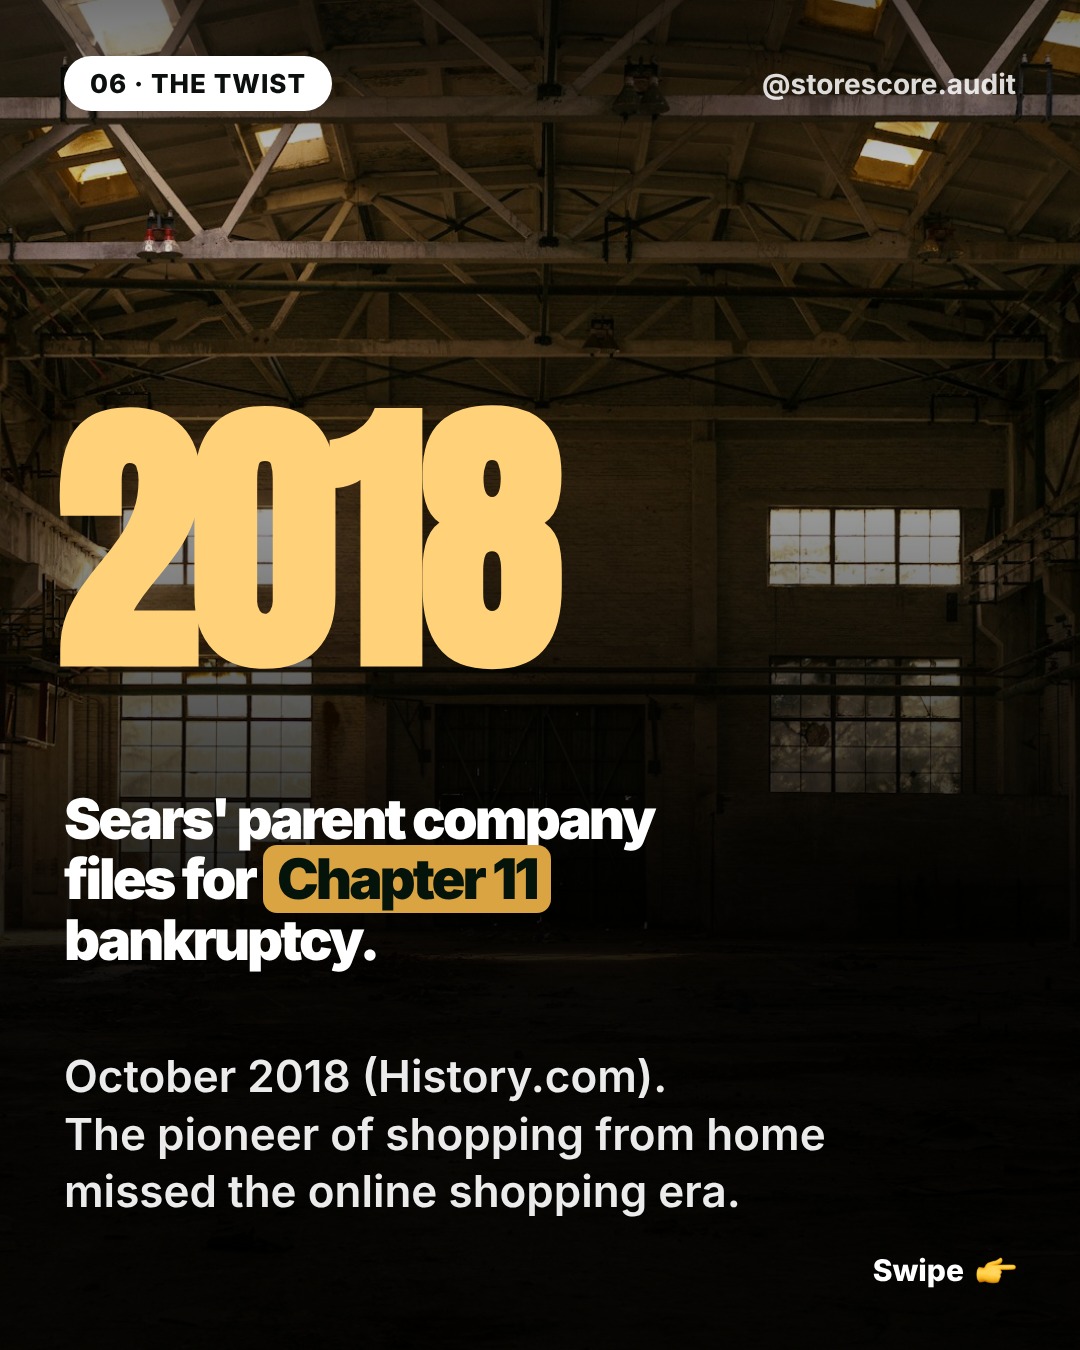 06 · THE TWIST
@storescore.audit
2018
Sears' parent company
files for Chapter 11
bankruptcy.
October 2018 (History.com).
The pioneer of shopping from home
missed the online shopping era.
Swipe 👉